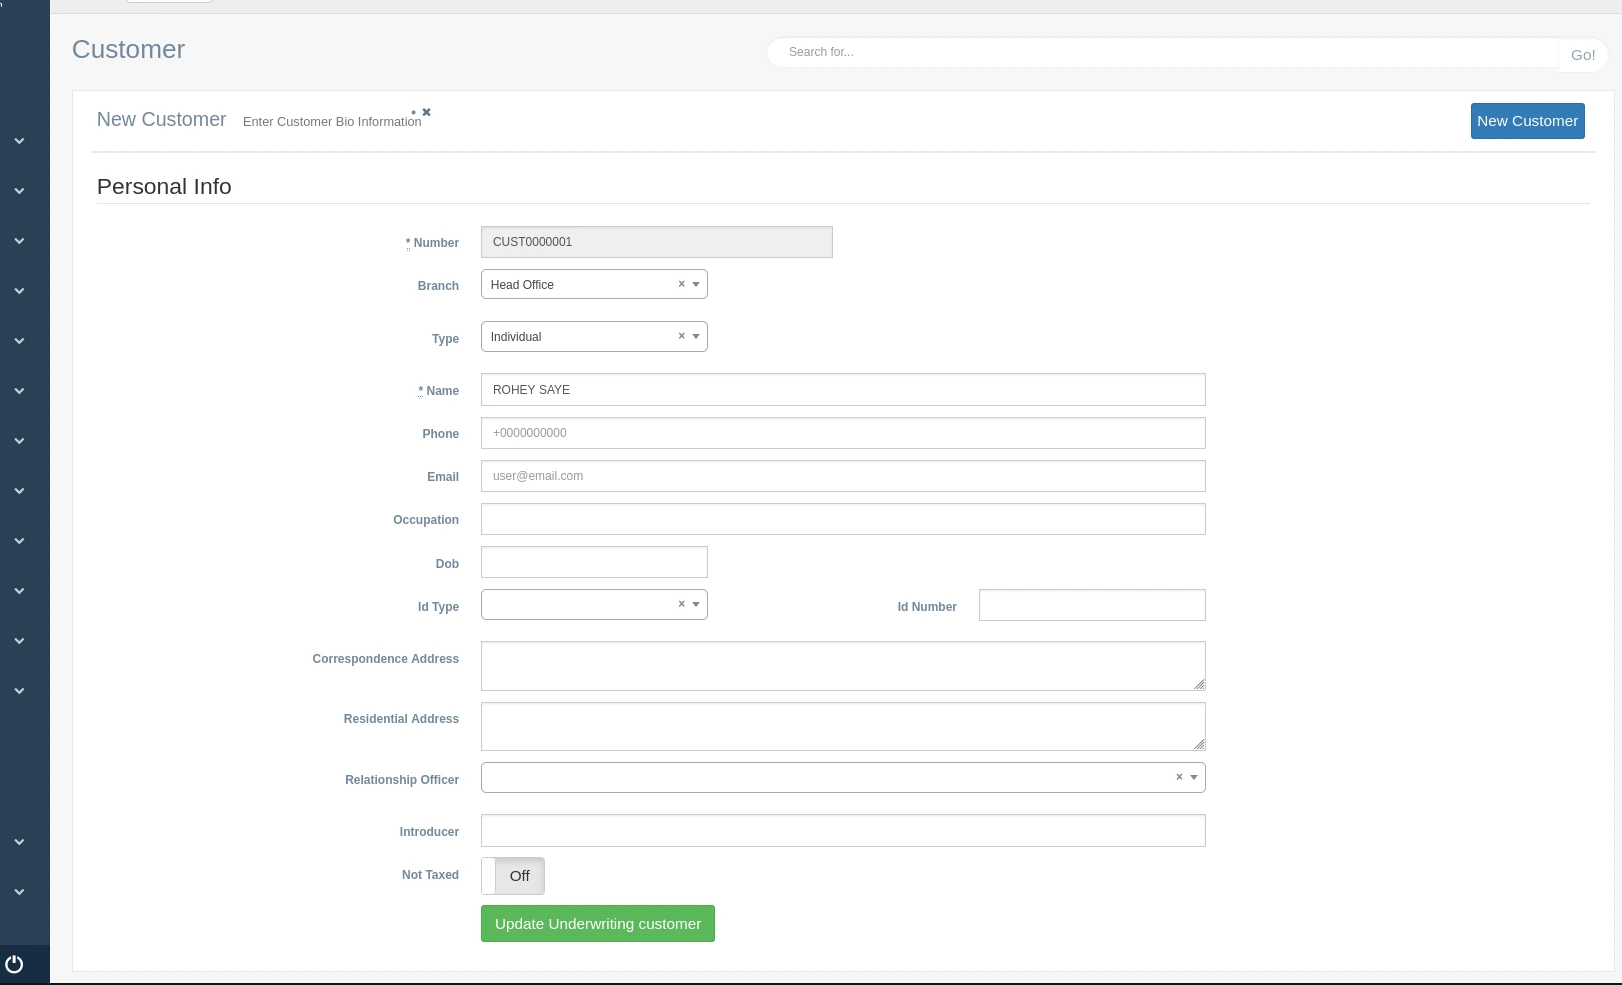 Customer
Search for...
Go!
New Customer Enter Customer Bio Information
New Customer
Personal Info
* Number CUST0000001
Branch Head Office ×
Type Individual ×
* Name ROHEY SAYE
Phone +0000000000
Email user@email.com
Occupation
Dob
Id Type × Id Number
Correspondence Address
Residential Address
Relationship Officer ×
Introducer
Not Taxed Off
Update Underwriting customer